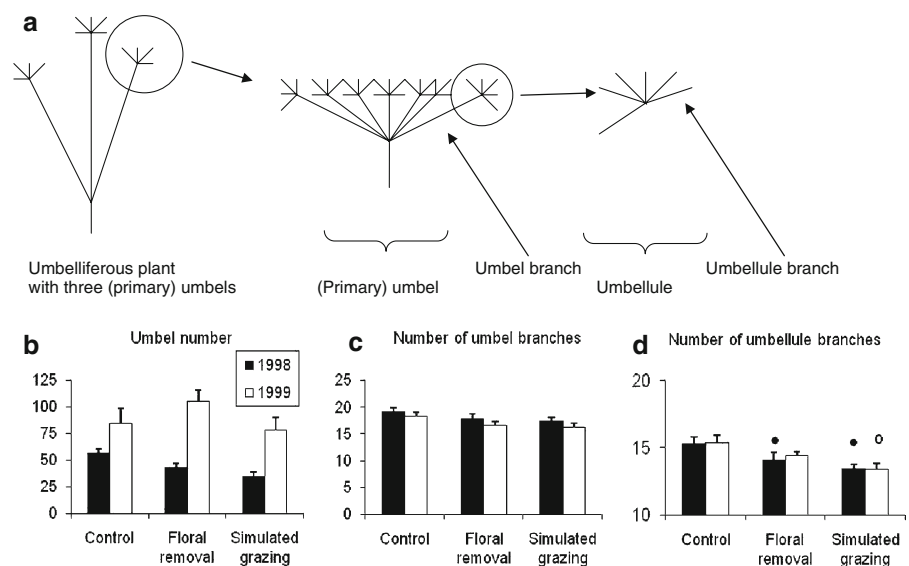 a
Umbelliferous plant
with three (primary) umbels
(Primary) umbel
Umbel branch
Umbellule
Umbellule branch
b
Umbel number
1998
1999
125
100
75
50
25
0
Control
Floral
removal
Simulated
grazing
c
Number of umbel branches
25
20
15
10
5
0
Control
Floral
removal
Simulated
grazing
d
Number of umbellule branches
20
15
10
Control
Floral
removal
Simulated
grazing